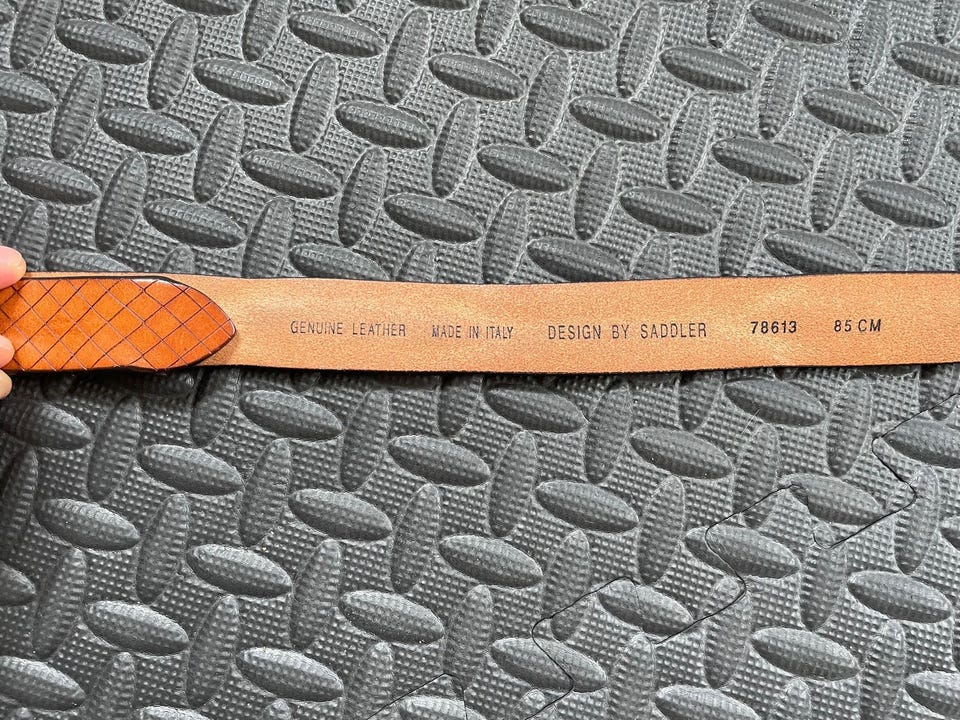 GENUINE LEATHER MADE IN ITALY DESIGN BY SADDLER 78613 85 CM